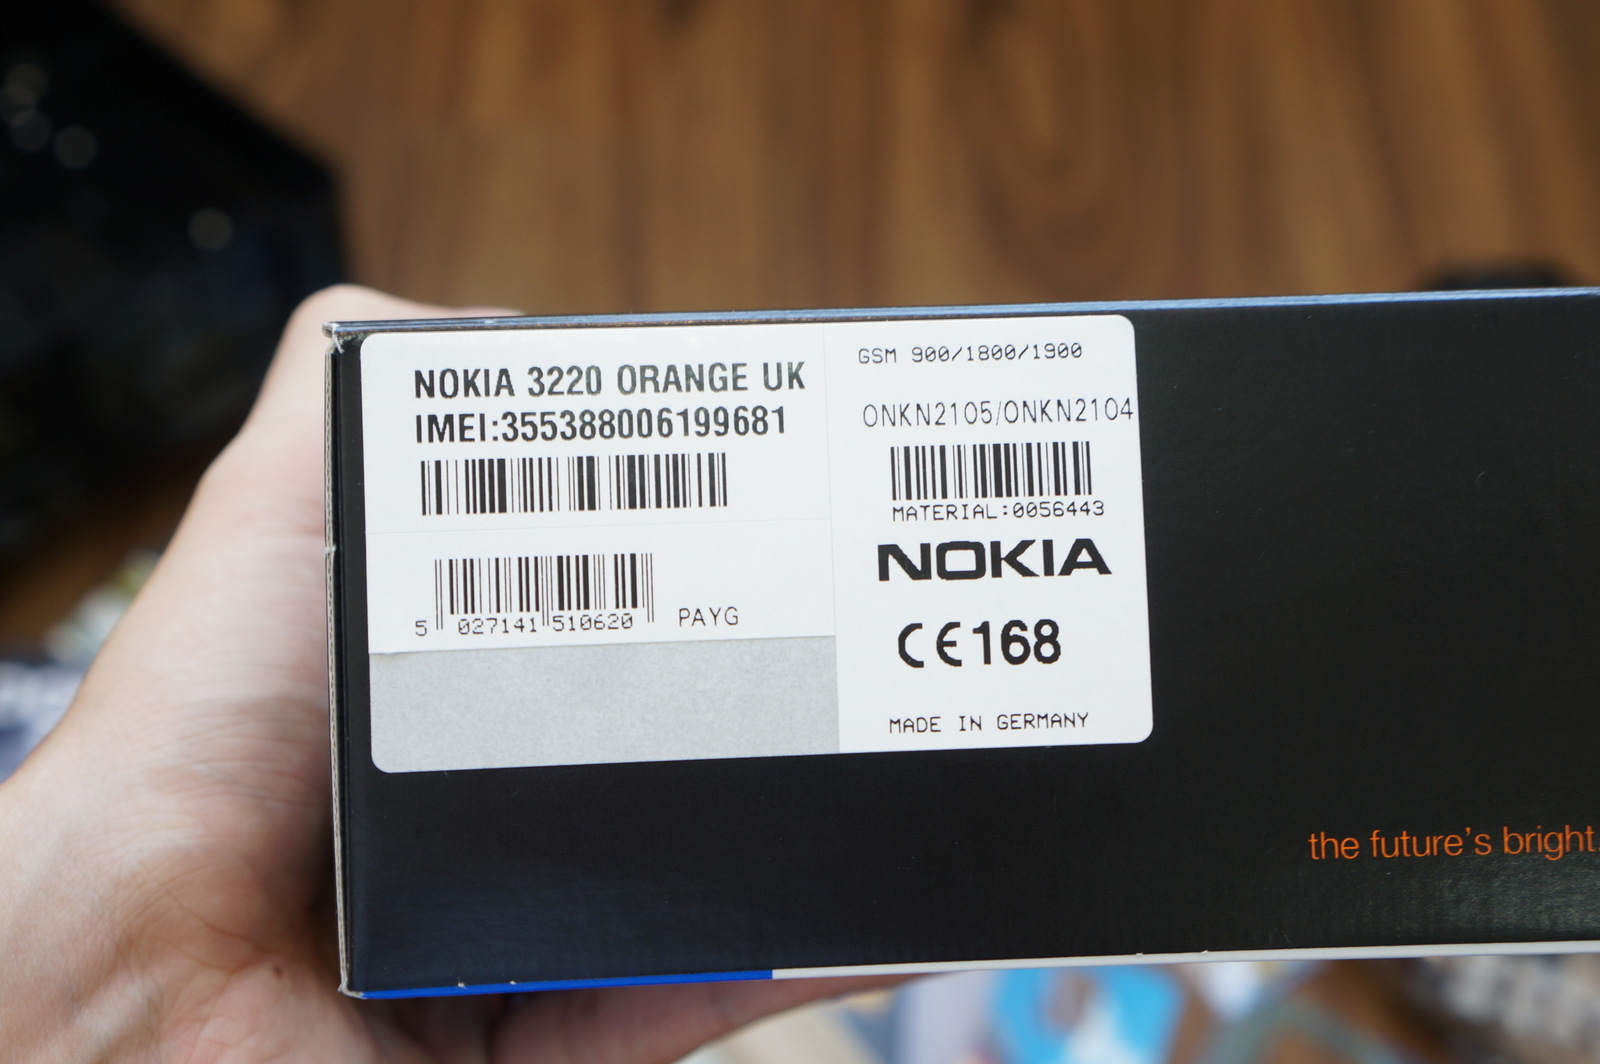 NOKIA 3220 ORANGE UK
IMEI:355388006199681
5 027141 510620
PAYG
GSM 900/1800/1900
ONKN2105/ONKN2104
MATERIAL:0056443
NOKIA
CE168
MADE IN GERMANY
the future's bright.